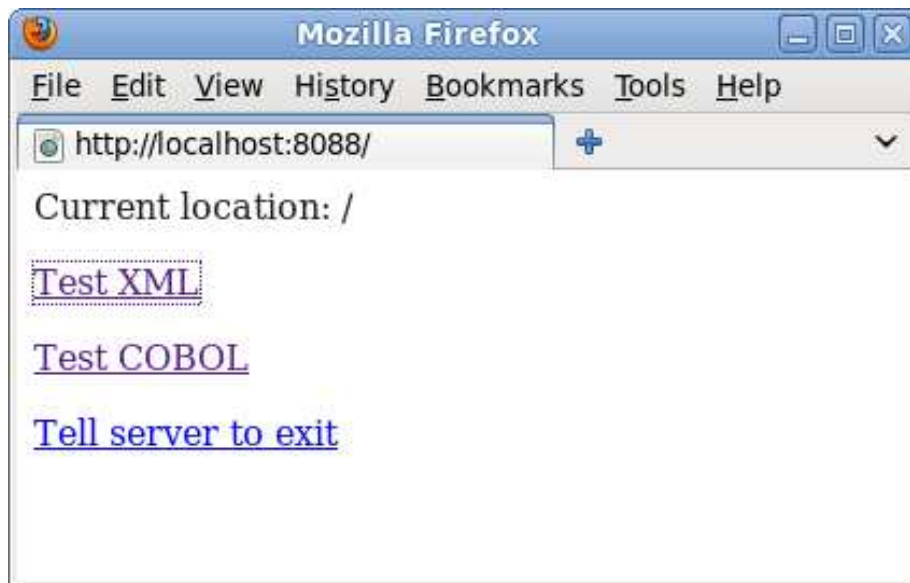 Mozilla Firefox
File Edit View History Bookmarks Tools Help
http://localhost:8088/
Current location: /
Test XML
Test COBOL
Tell server to exit